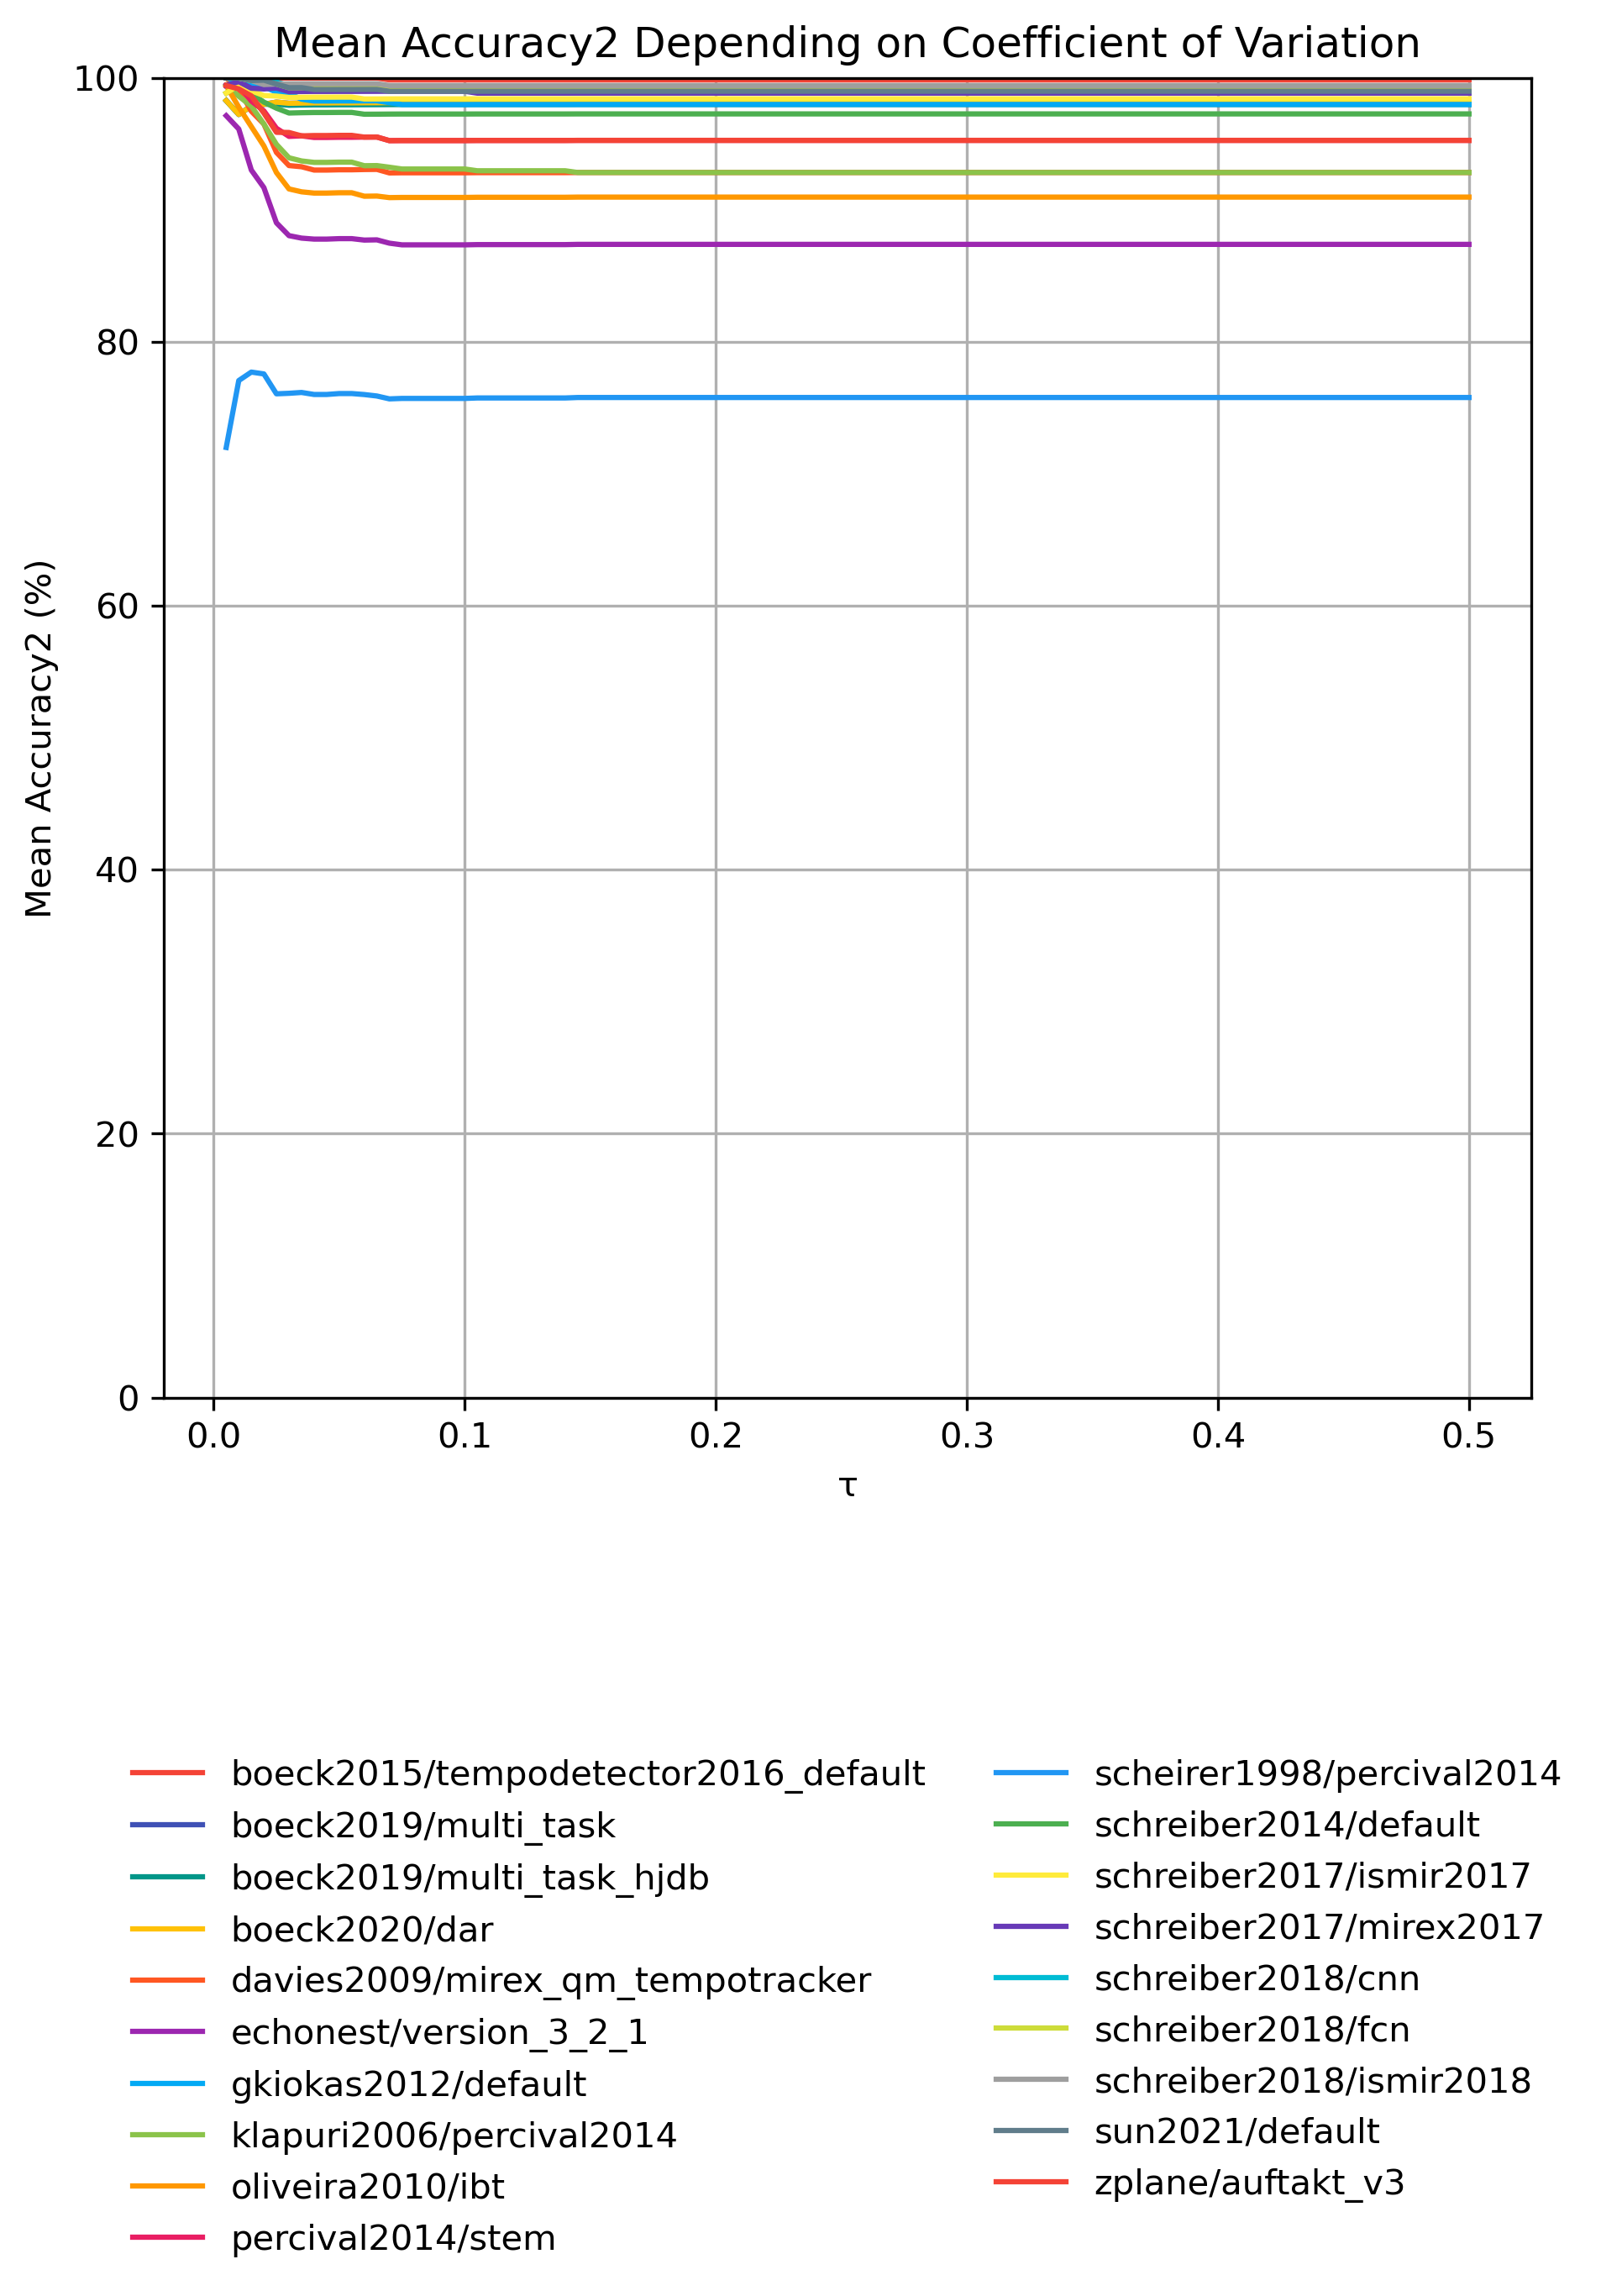 Mean Accuracy2 Depending on Coefficient of Variation
100
80
60
40
20
0
Mean Accuracy2 (%)
0.0 0.1 0.2 0.3 0.4 0.5
τ
boeck2015/tempodetector2016_default
boeck2019/multi_task
boeck2019/multi_task_hjdb
boeck2020/dar
davies2009/mirex_qm_tempotracker
echonest/version_3_2_1
gkiokas2012/default
klapuri2006/percival2014
oliveira2010/ibt
percival2014/stem
scheirer1998/percival2014
schreiber2014/default
schreiber2017/ismir2017
schreiber2017/mirex2017
schreiber2018/cnn
schreiber2018/fcn
schreiber2018/ismir2018
sun2021/default
zplane/auftakt_v3